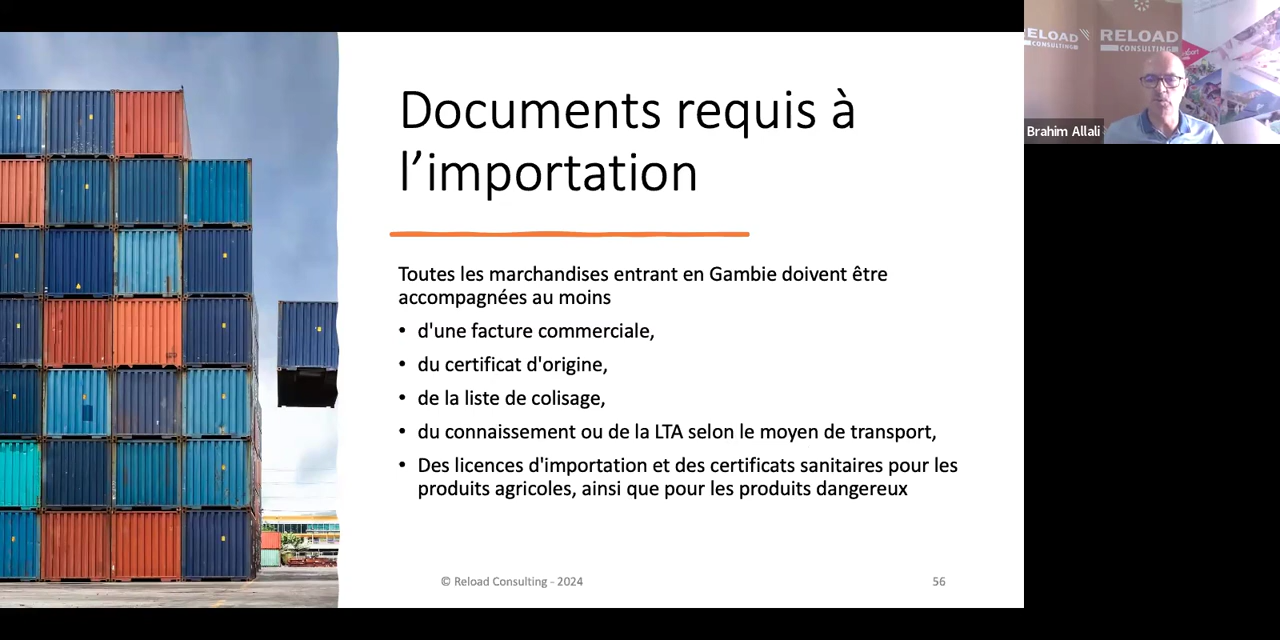 Documents requis à
l’importation
Toutes les marchandises entrant en Gambie doivent être
accompagnées au moins
• d'une facture commerciale,
• du certificat d'origine,
• de la liste de colisage,
• du connaissement ou de la LTA selon le moyen de transport,
• Des licences d'importation et des certificats sanitaires pour les
produits agricoles, ainsi que pour les produits dangereux
© Reload Consulting - 2024
56
RELOAD
CONSULTING
Brahim Allali